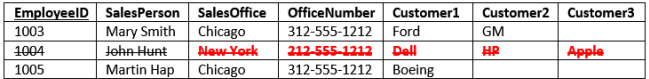 EmployeeID SalesPerson SalesOffice OfficeNumber Customer1 Customer2 Customer3
1003 Mary Smith Chicago 312-555-1212 Ford GM
1004 John Hunt New York 212-555-1212 Dell HP Apple
1005 Martin Hap Chicago 312-555-1212 Boeing